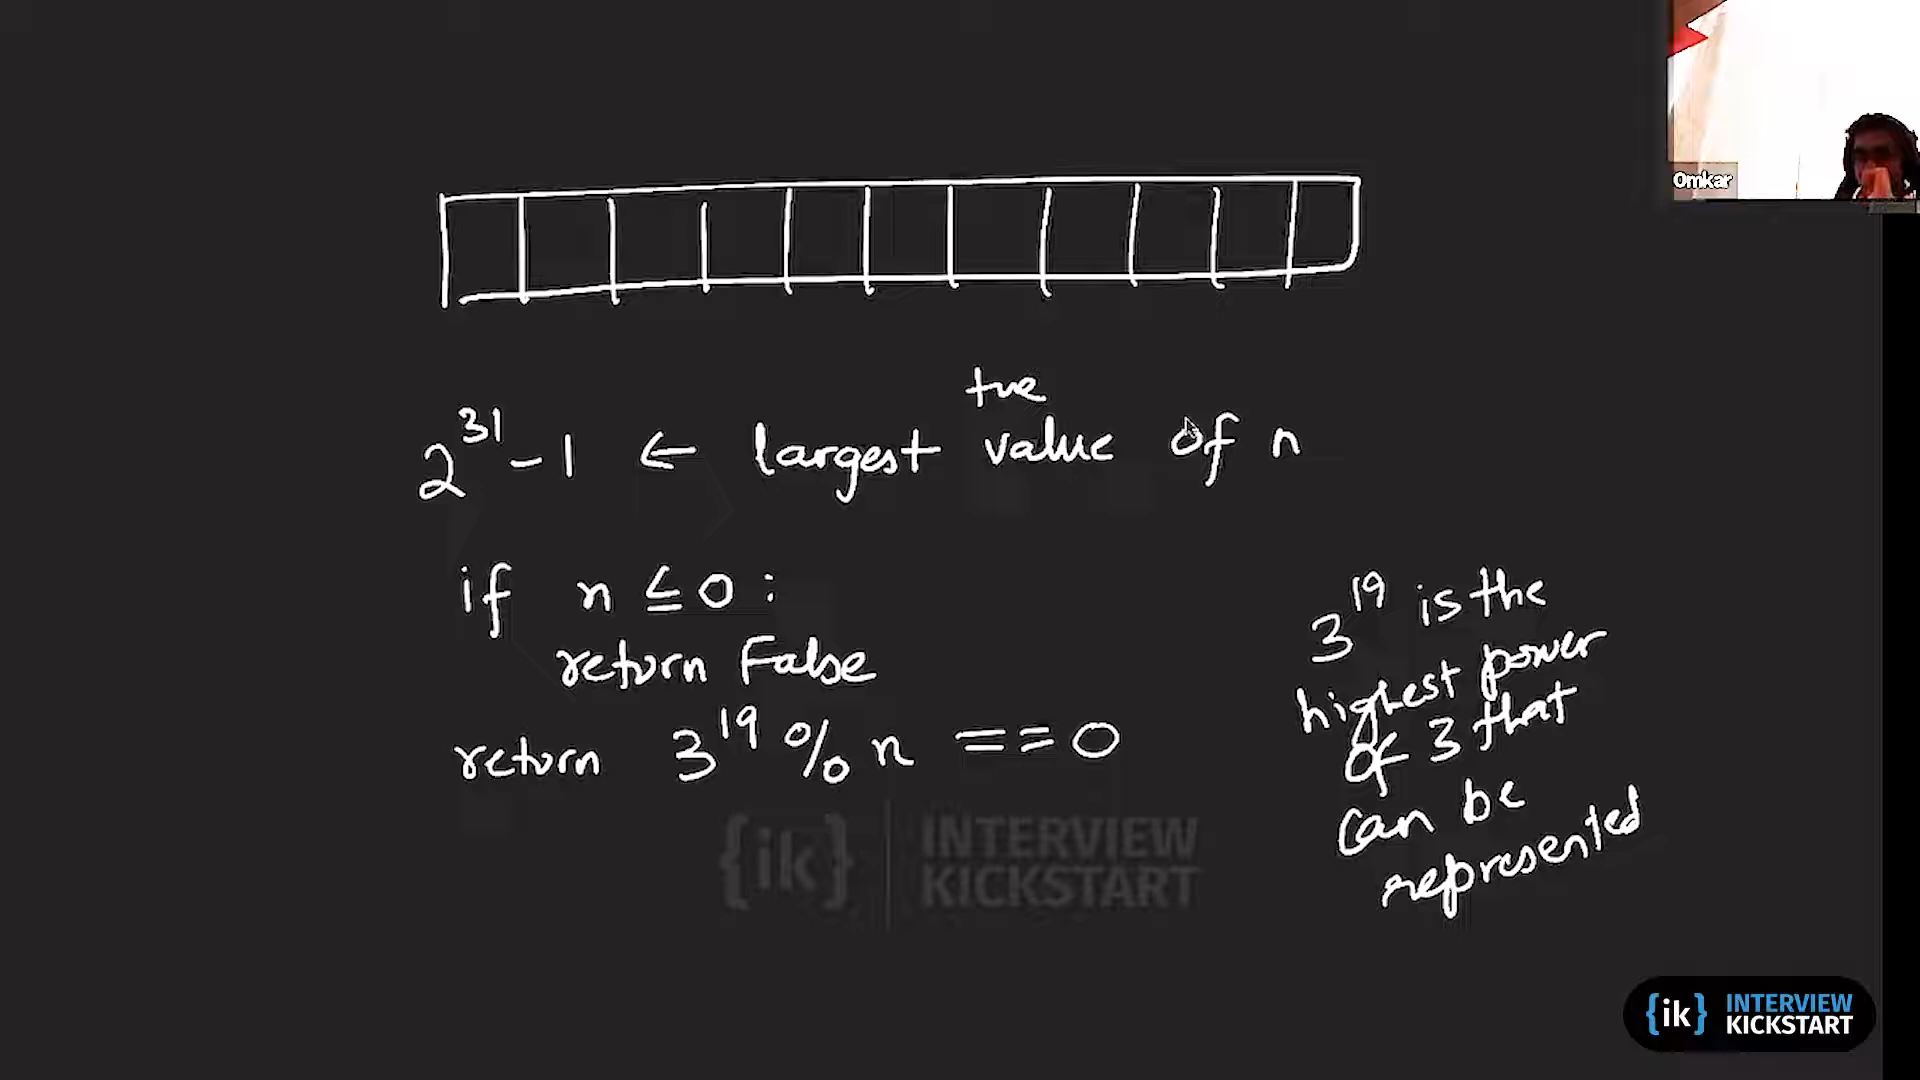 Omkar
+ve
2^31 - 1 ← largest value of n
if n ≤ 0 :
return False
return 3^19 % n == 0
3^19 is the
highest power
of 3 that
can be
represented
{ik} INTERVIEW
KICKSTART
{ik} INTERVIEW
KICKSTART